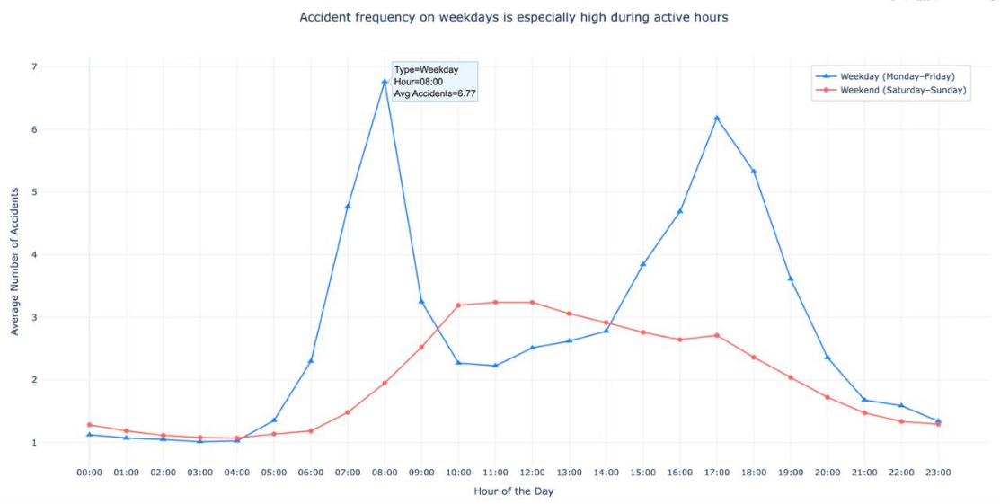 Accident frequency on weekdays is especially high during active hours
Type=Weekday
Hour=08:00
Avg Accidents=6.77
Weekday (Monday–Friday)
Weekend (Saturday–Sunday)
Average Number of Accidents
7
6
5
4
3
2
1
00:00 01:00 02:00 03:00 04:00 05:00 06:00 07:00 08:00 09:00 10:00 11:00 12:00 13:00 14:00 15:00 16:00 17:00 18:00 19:00 20:00 21:00 22:00 23:00
Hour of the Day